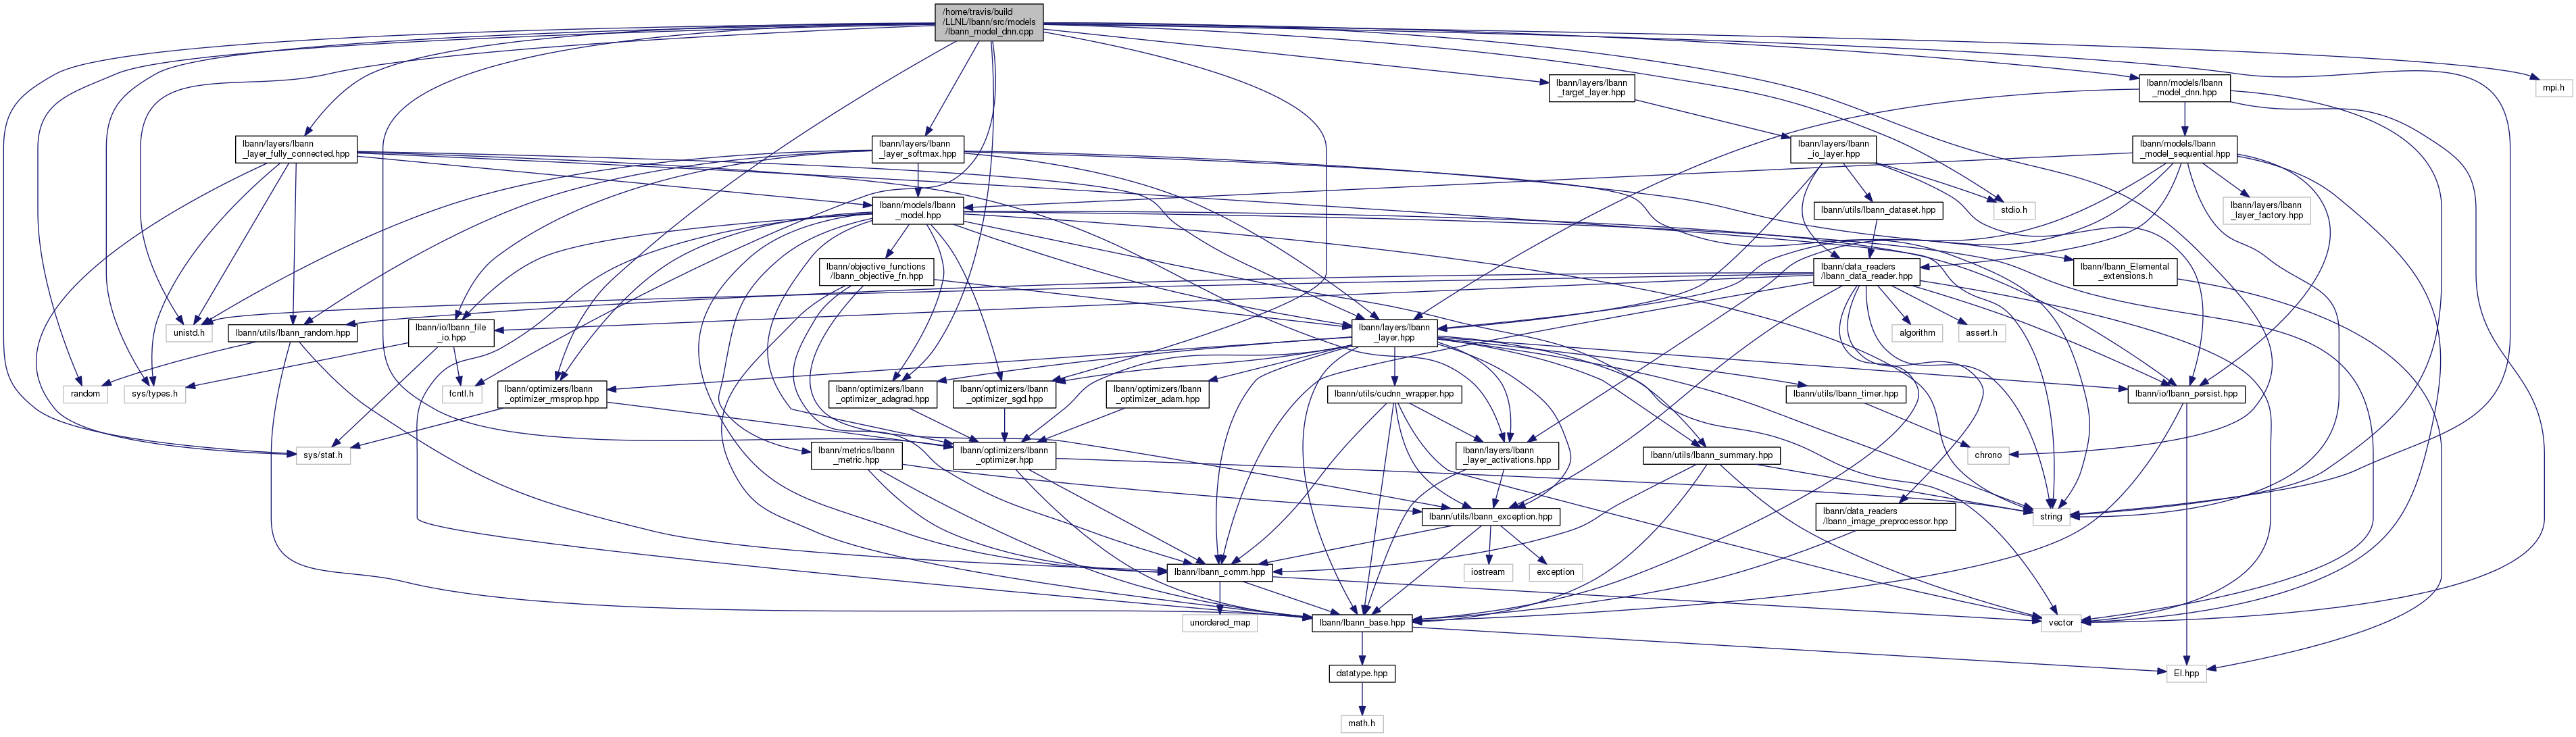 /home/travis/build
/LLNL/lbann/src/models
/lbann_model_dnn.cpp
lbann/layers/lbann
_target_layer.hpp
lbann/models/lbann
_model_dnn.hpp
mpi.h
lbann/layers/lbann
_layer_fully_connected.hpp
lbann/layers/lbann
_layer_softmax.hpp
lbann/layers/lbann
_io_layer.hpp
lbann/models/lbann
_model_sequential.hpp
lbann/models/lbann
_model.hpp
lbann/utils/lbann_dataset.hpp
stdio.h
lbann/layers/lbann
_layer_factory.hpp
lbann/objective_functions
/lbann_objective_fn.hpp
lbann/data_readers
/lbann_data_reader.hpp
lbann/lbann_Elemental
_extensions.h
unistd.h
lbann/utils/lbann_random.hpp
lbann/io/lbann_file
_io.hpp
lbann/layers/lbann
_layer.hpp
algorithm
assert.h
random
sys/types.h
fcntl.h
lbann/optimizers/lbann
_optimizer_rmsprop.hpp
lbann/optimizers/lbann
_optimizer_adagrad.hpp
lbann/optimizers/lbann
_optimizer_sgd.hpp
lbann/optimizers/lbann
_optimizer_adam.hpp
lbann/utils/cudnn_wrapper.hpp
lbann/utils/lbann_timer.hpp
lbann/io/lbann_persist.hpp
sys/stat.h
lbann/metrics/lbann
_metric.hpp
lbann/optimizers/lbann
_optimizer.hpp
lbann/layers/lbann
_layer_activations.hpp
lbann/utils/lbann_summary.hpp
chrono
lbann/utils/lbann_exception.hpp
lbann/data_readers
/lbann_image_preprocessor.hpp
string
lbann/lbann_comm.hpp
iostream
exception
unordered_map
lbann/lbann_base.hpp
vector
datatype.hpp
El.hpp
math.h